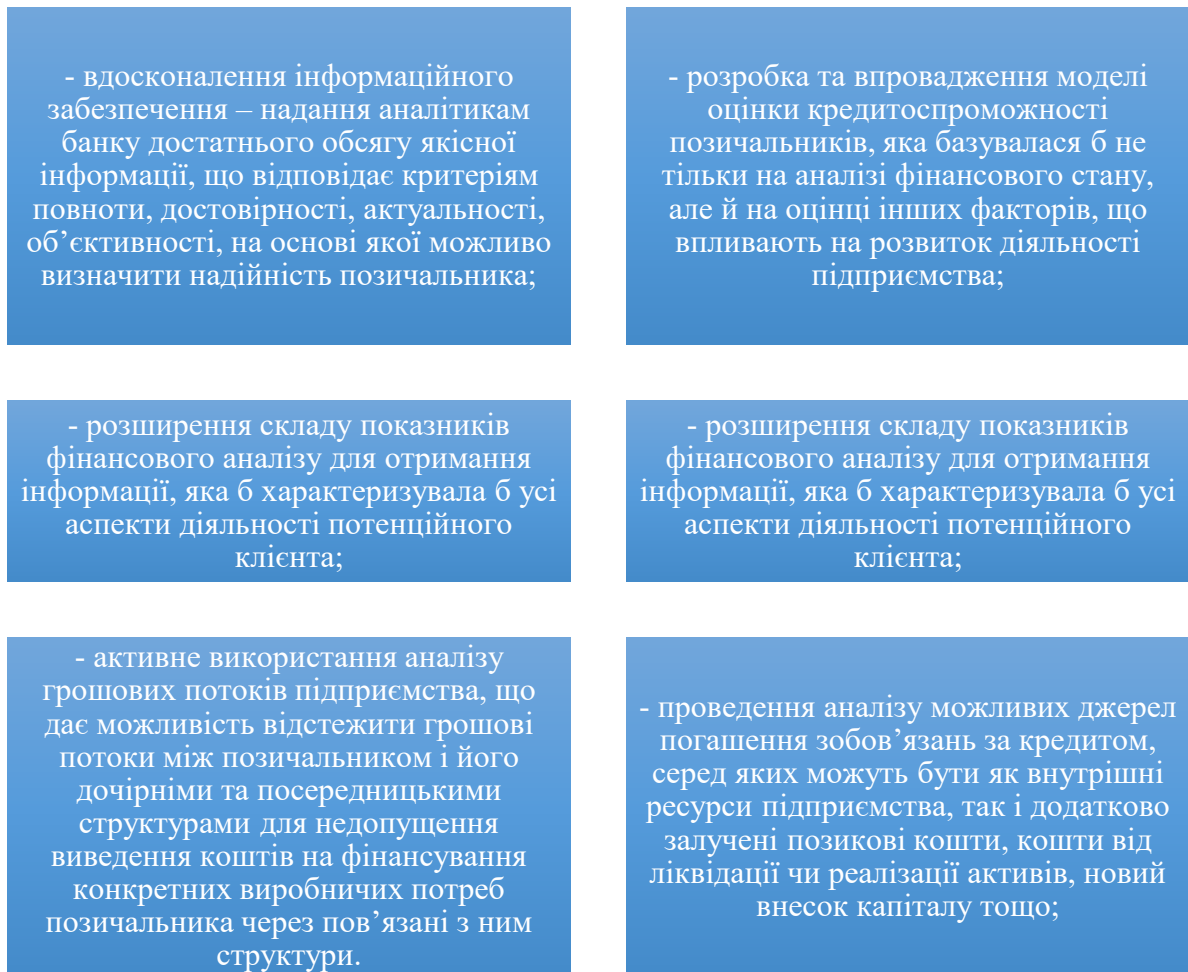 - вдосконалення інформаційного
забезпечення – надання аналітикам
банку достатнього обсягу якісної
інформації, що відповідає критеріям
повноти, достовірності, актуальності,
об’єктивності, на основі якої можливо
визначити надійність позичальника;
- розробка та впровадження моделі
оцінки кредитоспроможності
позичальників, яка базувалася б не
тільки на аналізі фінансового стану,
але й на оцінці інших факторів, що
впливають на розвиток діяльності
підприємства;
- розширення складу показників
фінансового аналізу для отримання
інформації, яка б характеризувала б усі
аспекти діяльності потенційного
клієнта;
- розширення складу показників
фінансового аналізу для отримання
інформації, яка б характеризувала б усі
аспекти діяльності потенційного
клієнта;
- активне використання аналізу
грошових потоків підприємства, що
дає можливість відстежити грошові
потоки між позичальником і його
дочірніми та посередницькими
структурами для недопущення
виведення коштів на фінансування
конкретних виробничих потреб
позичальника через пов’язані з ним
структури.
- проведення аналізу можливих джерел
погашення зобов’язань за кредитом,
серед яких можуть бути як внутрішні
ресурси підприємства, так і додатково
залучені позикові кошти, кошти від
ліквідації чи реалізації активів, новий
внесок капіталу тощо;